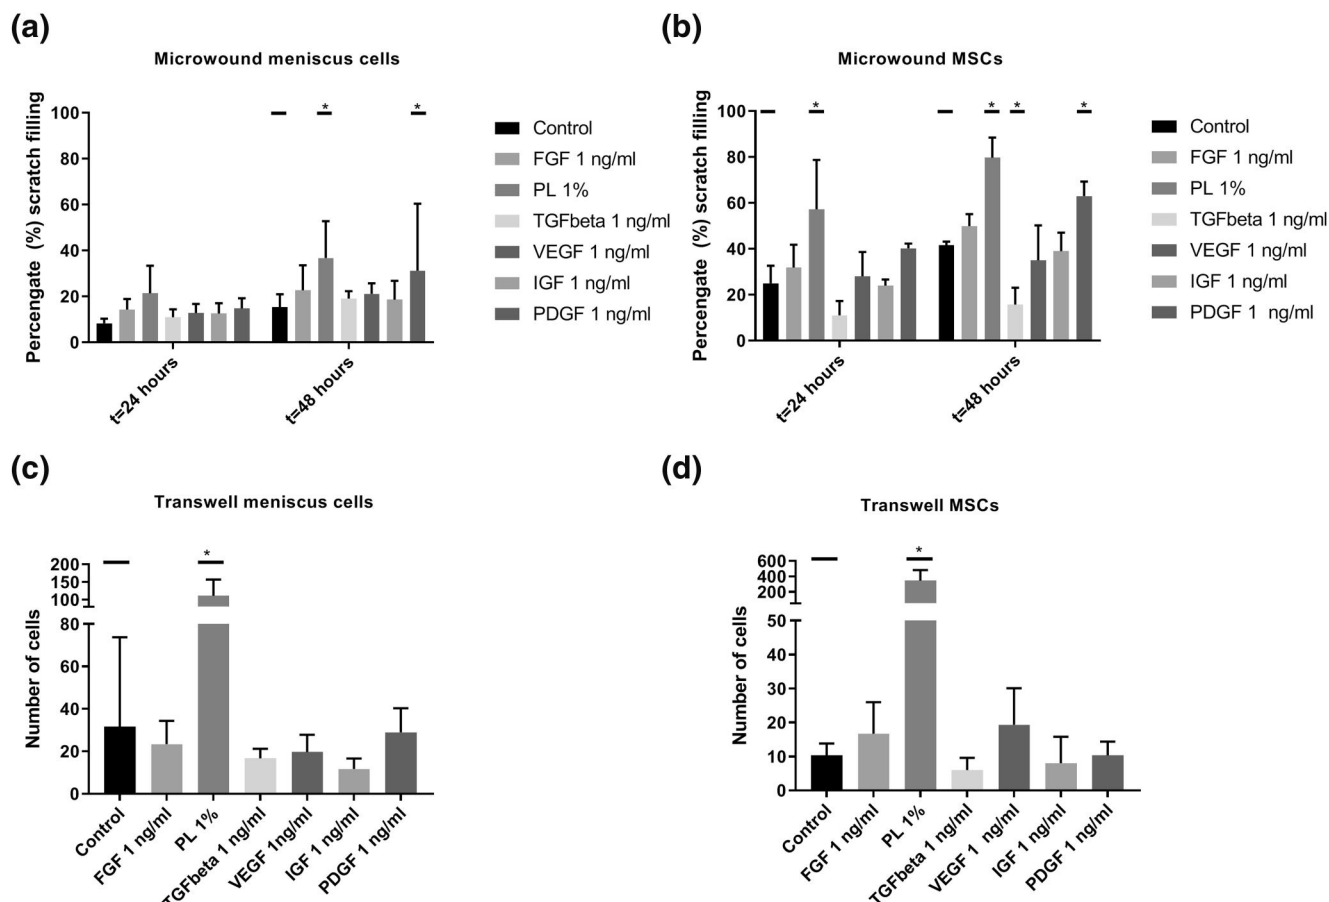 (a)
Microwound meniscus cells
Percengate (%) scratch filling
100
80
60
40
20
0
* *
t=24 hours
t=48 hours
Control
FGF 1 ng/ml
PL 1%
TGFbeta 1 ng/ml
VEGF 1 ng/ml
IGF 1 ng/ml
PDGF 1 ng/ml
(b)
Microwound MSCs
Percengate (%) scratch filling
100
80
60
40
20
0
* * * *
t=24 hours
t=48 hours
Control
FGF 1 ng/ml
PL 1%
TGFbeta 1 ng/ml
VEGF 1 ng/ml
IGF 1 ng/ml
PDGF 1 ng/ml
(c)
Transwell meniscus cells
Number of cells
200
150
100
80
60
40
20
0
*
Control
FGF 1 ng/ml
PL 1%
TGFbeta 1 ng/ml
VEGF 1ng/ml
IGF 1 ng/ml
PDGF 1 ng/ml
(d)
Transwell MSCs
Number of cells
600
400
200
50
40
30
20
10
0
*
Control
FGF 1 ng/ml
PL 1%
TGFbeta 1 ng/ml
VEGF 1 ng/ml
IGF 1 ng/ml
PDGF 1 ng/ml